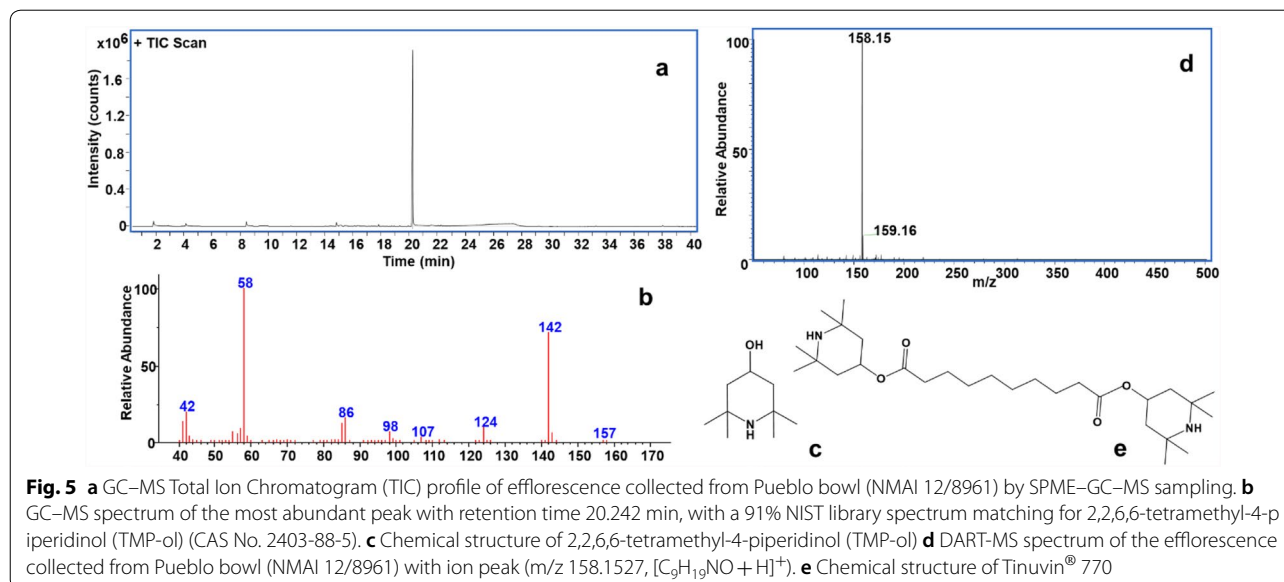 x10⁶ + TIC Scan
a
Intensity (counts)
1.6
1.2
0.8
0.4
0
2 4 6 8 10 12 14 16 18 20 22 24 26 28 30 32 34 36 38 40
Time (min)
d
Relative Abundance
100
50
0
158.15
159.16
100 150 200 250 300 350 400 450 500
m/z
b
Relative Abundance
100
50
0
58
142
42
86
98
107
124
157
40 50 60 70 80 90 100 110 120 130 140 150 160 170
OH
N
H
c
HN
O
O
O
O
NH
e
Fig. 5 a GC–MS Total Ion Chromatogram (TIC) profile of efflorescence collected from Pueblo bowl (NMAI 12/8961) by SPME–GC–MS sampling. b
GC–MS spectrum of the most abundant peak with retention time 20.242 min, with a 91% NIST library spectrum matching for 2,2,6,6-tetramethyl-4-p
iperidinol (TMP-ol) (CAS No. 2403-88-5). c Chemical structure of 2,2,6,6-tetramethyl-4-piperidinol (TMP-ol) d DART-MS spectrum of the efflorescence
collected from Pueblo bowl (NMAI 12/8961) with ion peak (m/z 158.1527, [C₉H₁₉NO + H]⁺). e Chemical structure of Tinuvin® 770